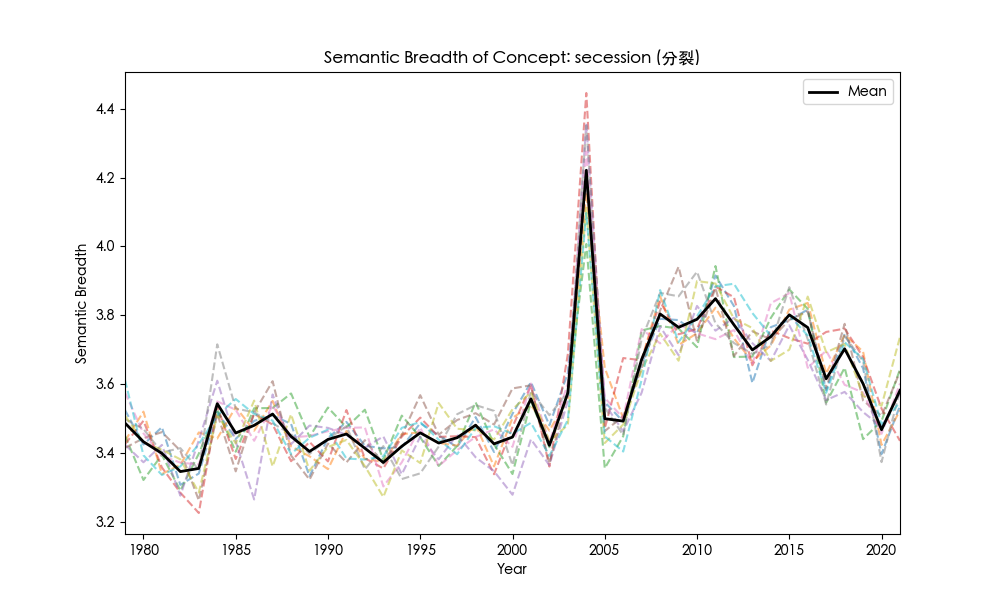 Semantic Breadth of Concept: secession (分裂)
Mean
4.4
4.2
4.0
3.8
3.6
3.4
3.2
Semantic Breadth
1980 1985 1990 1995 2000 2005 2010 2015 2020
Year